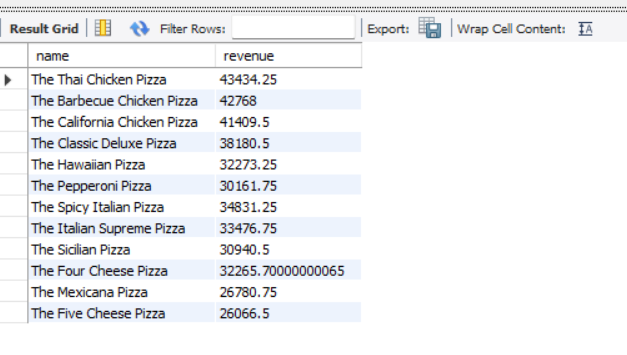 Result Grid Filter Rows: Export: Wrap Cell Content: IA
name revenue
The Thai Chicken Pizza 43434.25
The Barbecue Chicken Pizza 42768
The California Chicken Pizza 41409.5
The Classic Deluxe Pizza 38180.5
The Hawaiian Pizza 32273.25
The Pepperoni Pizza 30161.75
The Spicy Italian Pizza 34831.25
The Italian Supreme Pizza 33476.75
The Sicilian Pizza 30940.5
The Four Cheese Pizza 32265.70000000065
The Mexicana Pizza 26780.75
The Five Cheese Pizza 26066.5